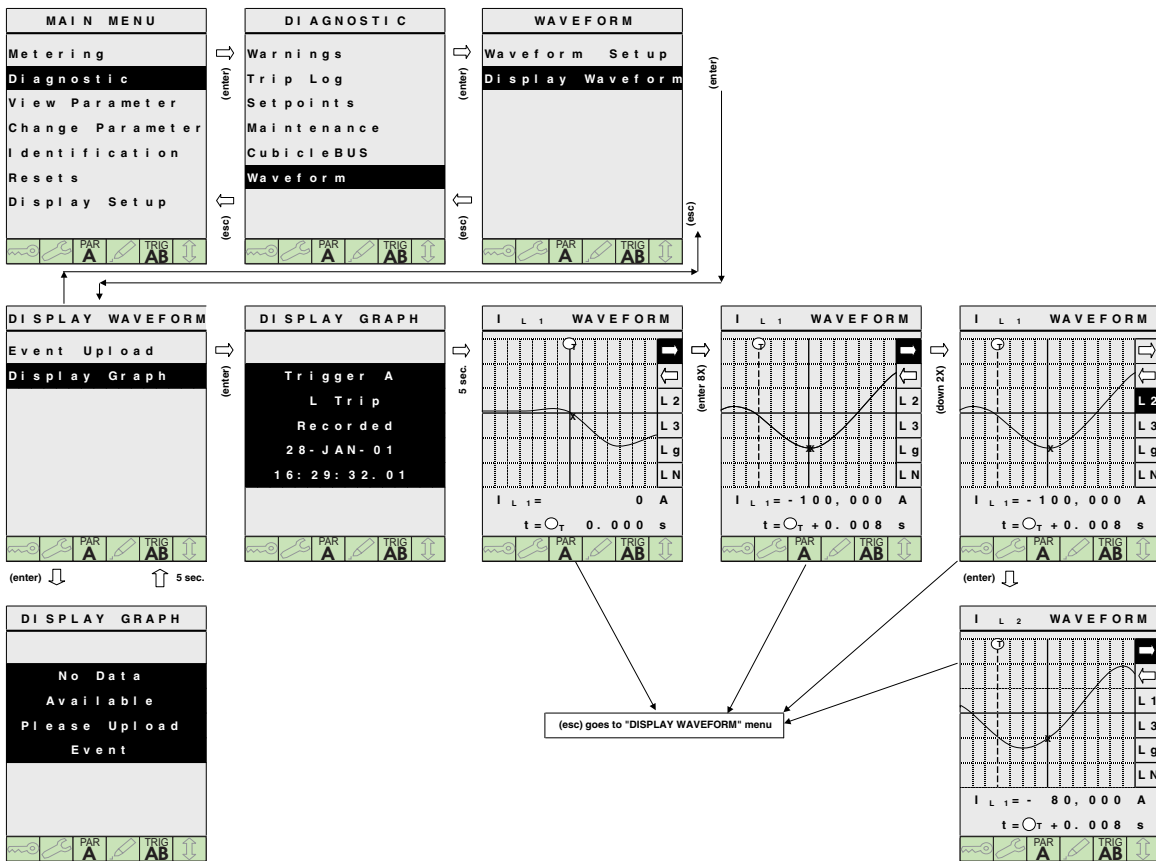 MAIN MENU
Metering
Diagnostic
View Parameter
Change Parameter
Identification
Resets
Display Setup
PAR A TRIG AB
(enter)
(esc)
DIAGNOSTIC
Warnings
Trip Log
Setpoints
Maintenance
CubicleBUS
Waveform
PAR A TRIG AB
(enter)
(esc)
WAVEFORM
Waveform Setup
Display Waveform
PAR A TRIG AB
(enter)
(esc)
DISPLAY WAVEFORM
Event Upload
Display Graph
PAR A TRIG AB
(enter)
DISPLAY GRAPH
Trigger A
L Trip
Recorded
28-JAN-01
16:29:32.01
PAR A TRIG AB
5 sec.
I L1 WAVEFORM
T
L2
L3
Lg
LN
x
I L1= 0 A
t=T 0.000 s
PAR A TRIG AB
(enter 8X)
I L1 WAVEFORM
T
L2
L3
Lg
LN
x
I L1=-100,000 A
t=T+0.008 s
PAR A TRIG AB
(down 2X)
I L1 WAVEFORM
T
L2
L3
Lg
LN
x
I L1=-100,000 A
t=T+0.008 s
PAR A TRIG AB
(enter)
5 sec.
(enter)
DISPLAY GRAPH
No Data
Available
Please Upload
Event
PAR A TRIG AB
(esc) goes to "DISPLAY WAVEFORM" menu
I L2 WAVEFORM
T
L1
L3
Lg
LN
x
I L1=- 80,000 A
t=T+0.008 s
PAR A TRIG AB